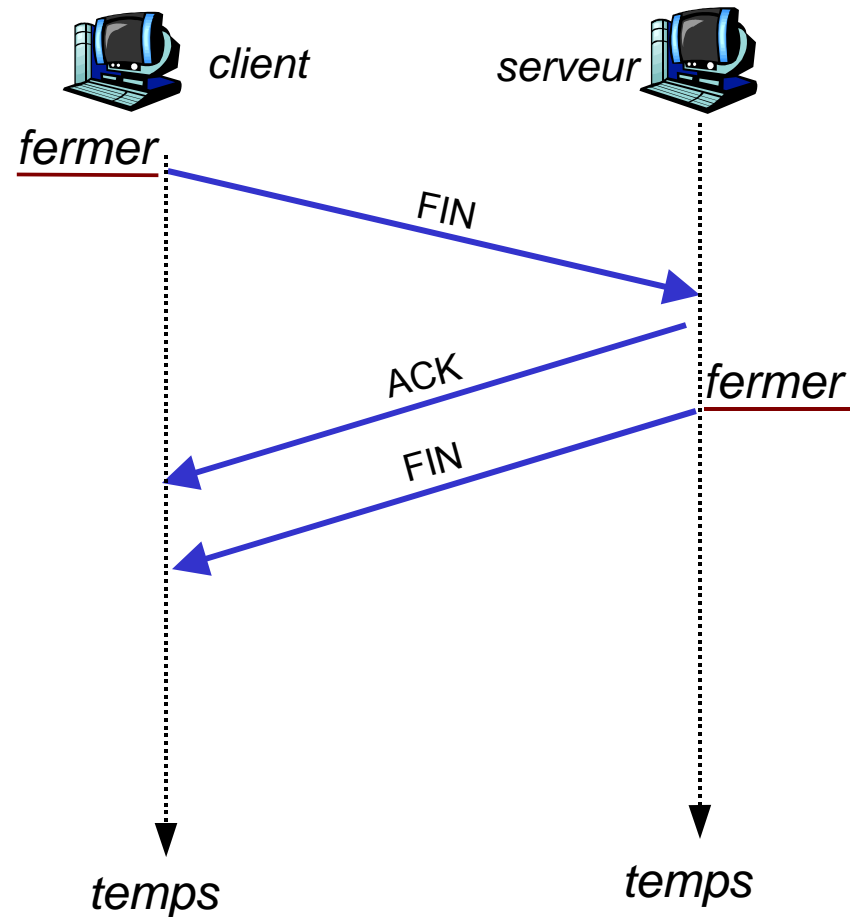 client
serveur
fermer
FIN
ACK
fermer
FIN
temps
temps